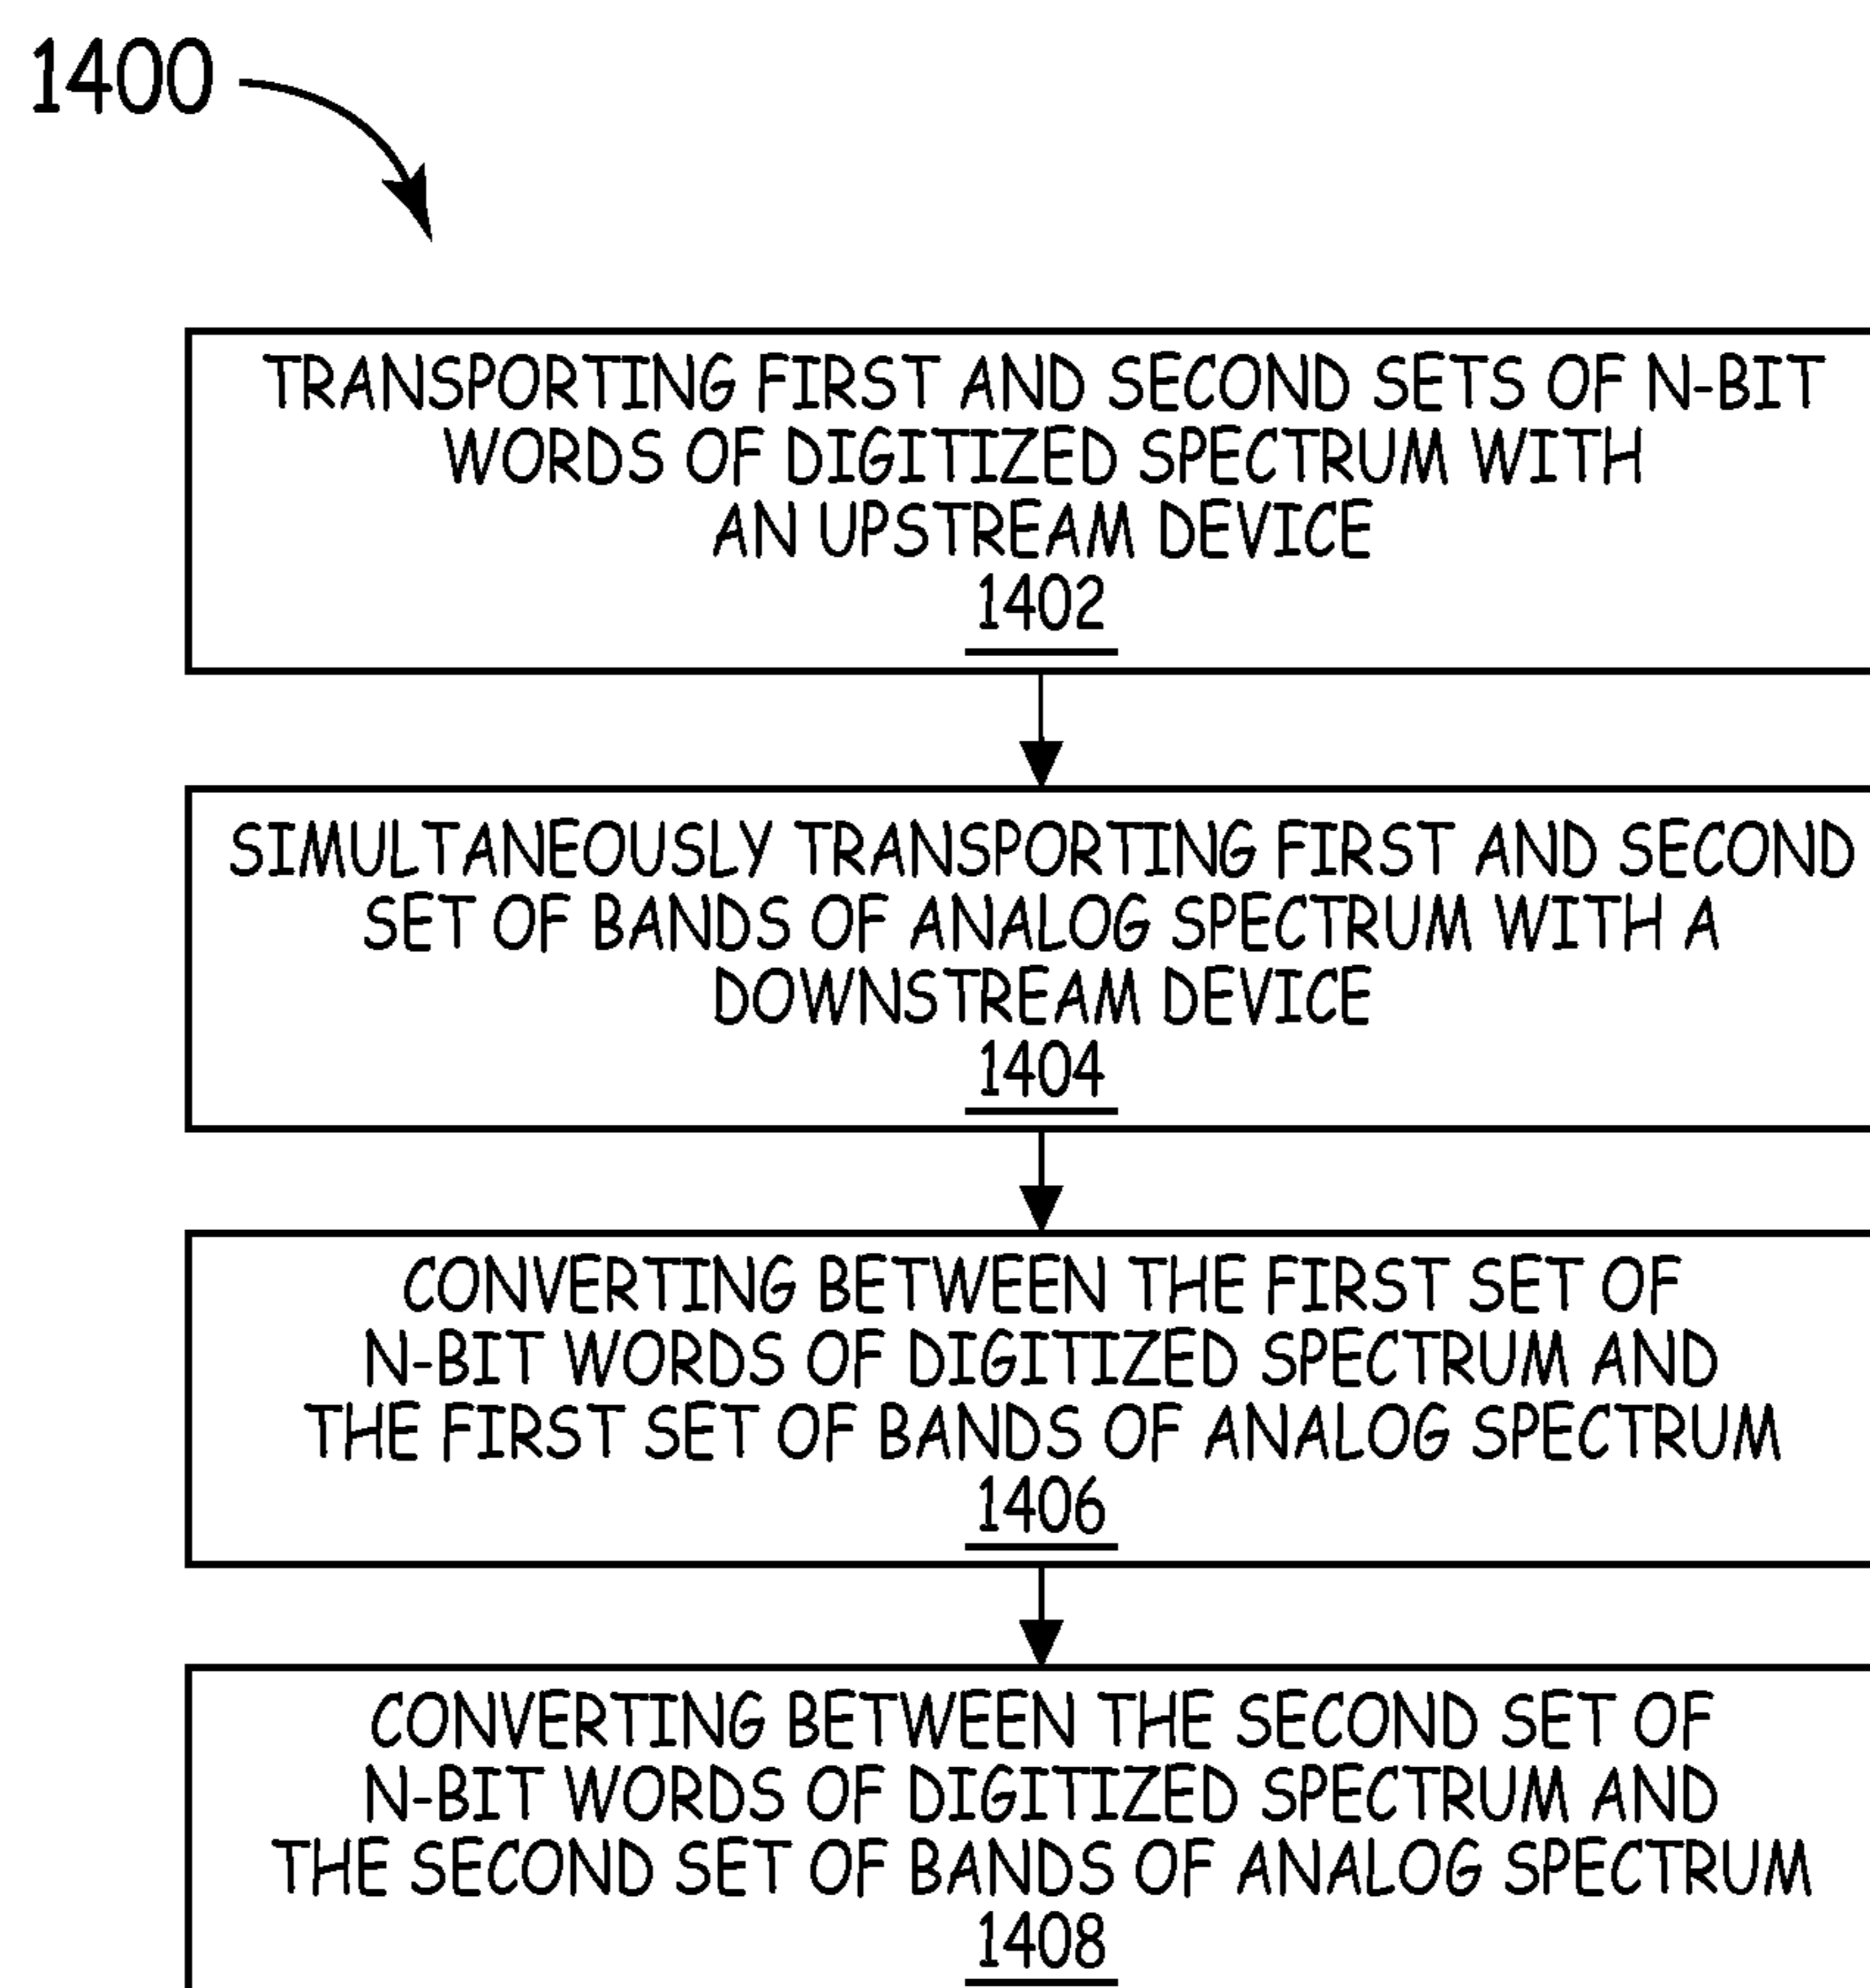 1400
TRANSPORTING FIRST AND SECOND SETS OF N-BIT
WORDS OF DIGITIZED SPECTRUM WITH
AN UPSTREAM DEVICE
1402
SIMULTANEOUSLY TRANSPORTING FIRST AND SECOND
SET OF BANDS OF ANALOG SPECTRUM WITH A
DOWNSTREAM DEVICE
1404
CONVERTING BETWEEN THE FIRST SET OF
N-BIT WORDS OF DIGITIZED SPECTRUM AND
THE FIRST SET OF BANDS OF ANALOG SPECTRUM
1406
CONVERTING BETWEEN THE SECOND SET OF
N-BIT WORDS OF DIGITIZED SPECTRUM AND
THE SECOND SET OF BANDS OF ANALOG SPECTRUM
1408